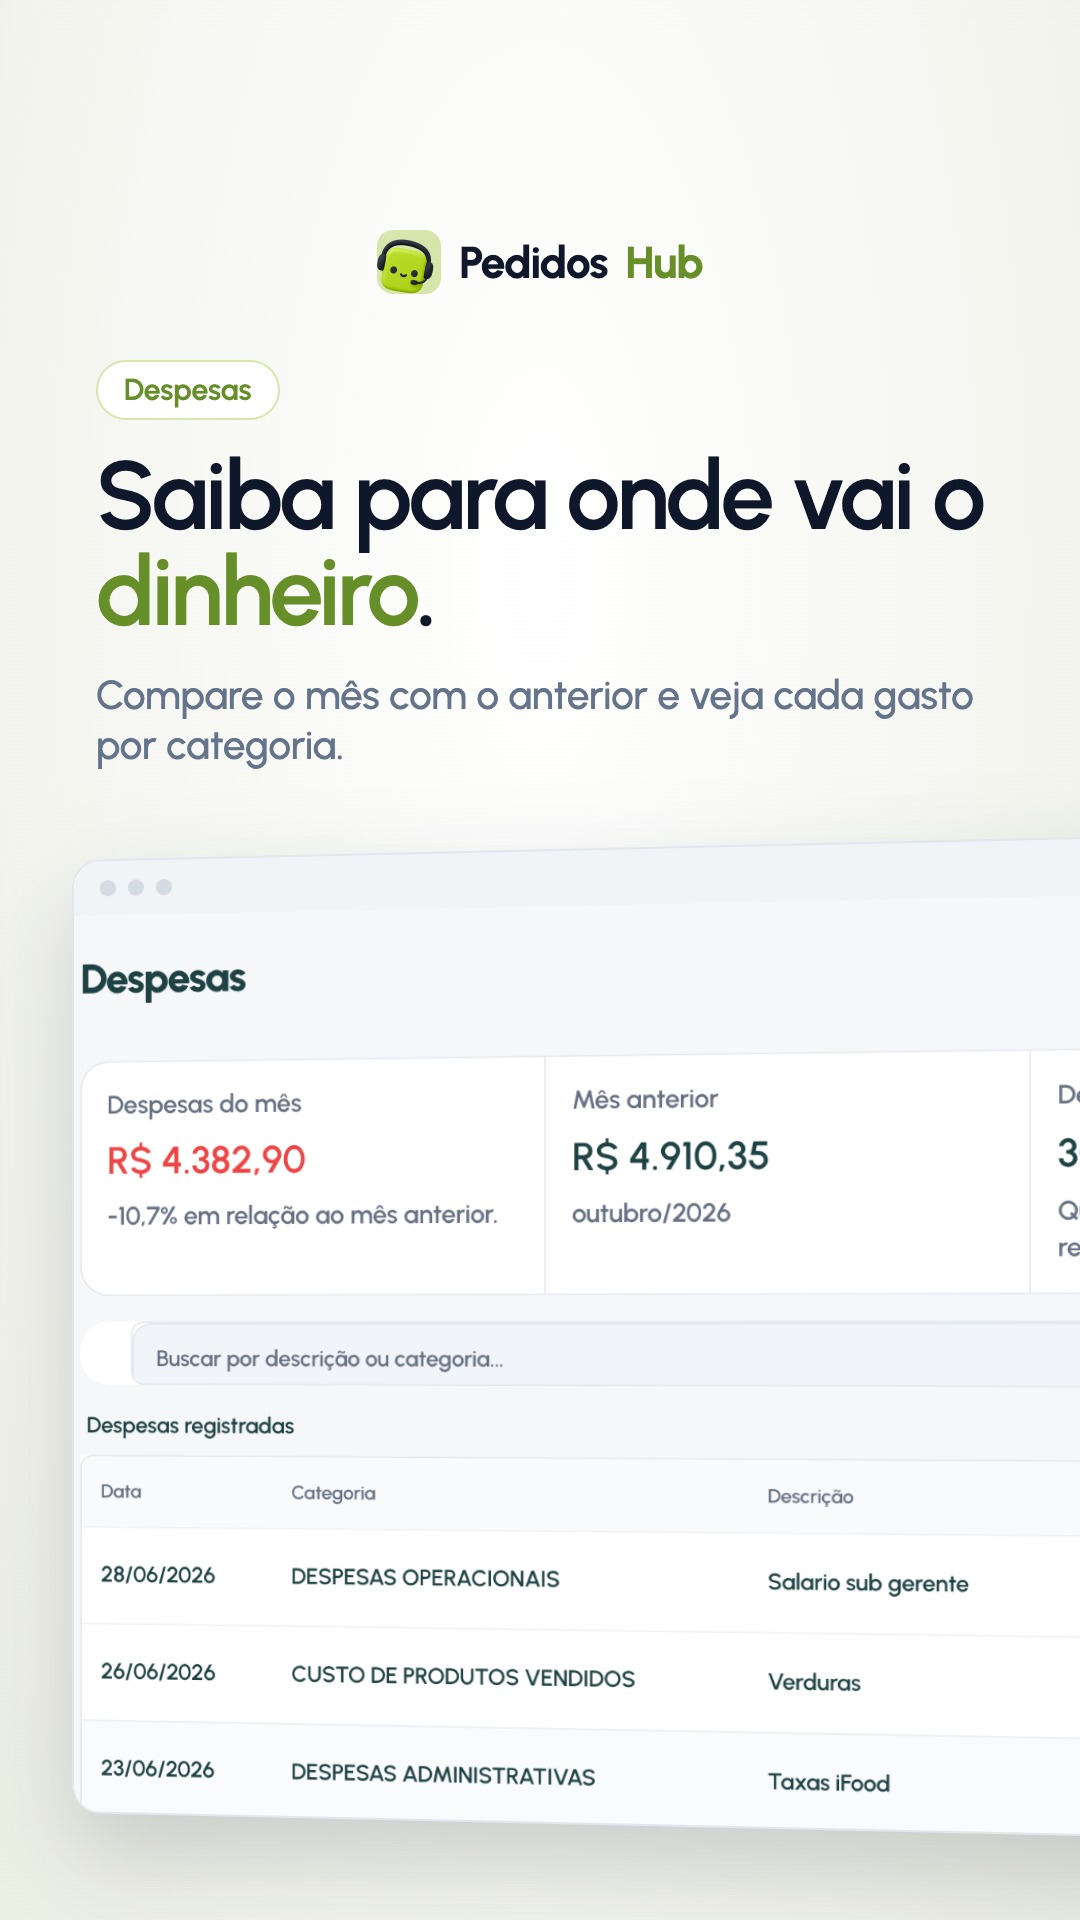 Pedidos Hub
Despesas
Saiba para onde vai o
dinheiro.
Compare o mês com o anterior e veja cada gasto
por categoria.
Despesas
Despesas do mês
R$ 4.382,90
-10,7% em relação ao mês anterior.
Mês anterior
R$ 4.910,35
outubro/2026
Buscar por descrição ou categoria...
Despesas registradas
Data Categoria Descrição
28/06/2026 DESPESAS OPERACIONAIS Salario sub gerente
26/06/2026 CUSTO DE PRODUTOS VENDIDOS Verduras
23/06/2026 DESPESAS ADMINISTRATIVAS Taxas iFood